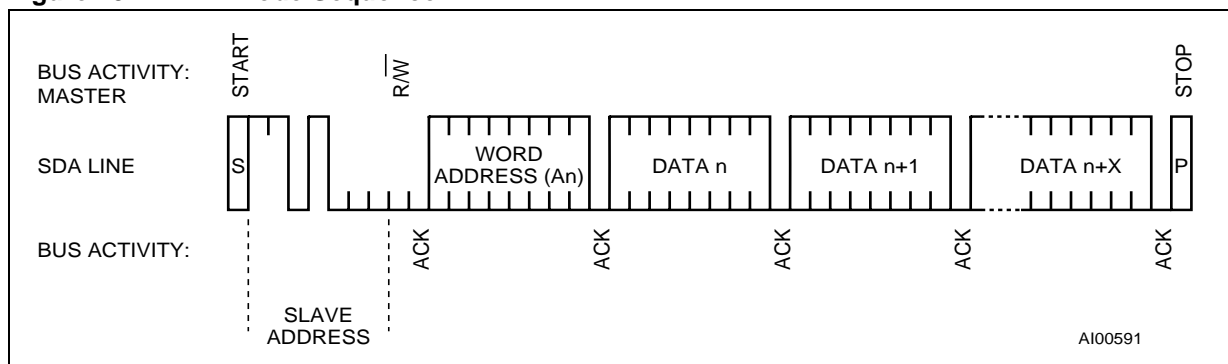 BUS ACTIVITY:
MASTER
START
R/W
STOP
SDA LINE
S
WORD
ADDRESS (An)
DATA n
DATA n+1
DATA n+X
P
BUS ACTIVITY:
ACK
ACK
ACK
ACK
ACK
SLAVE
ADDRESS
AI00591